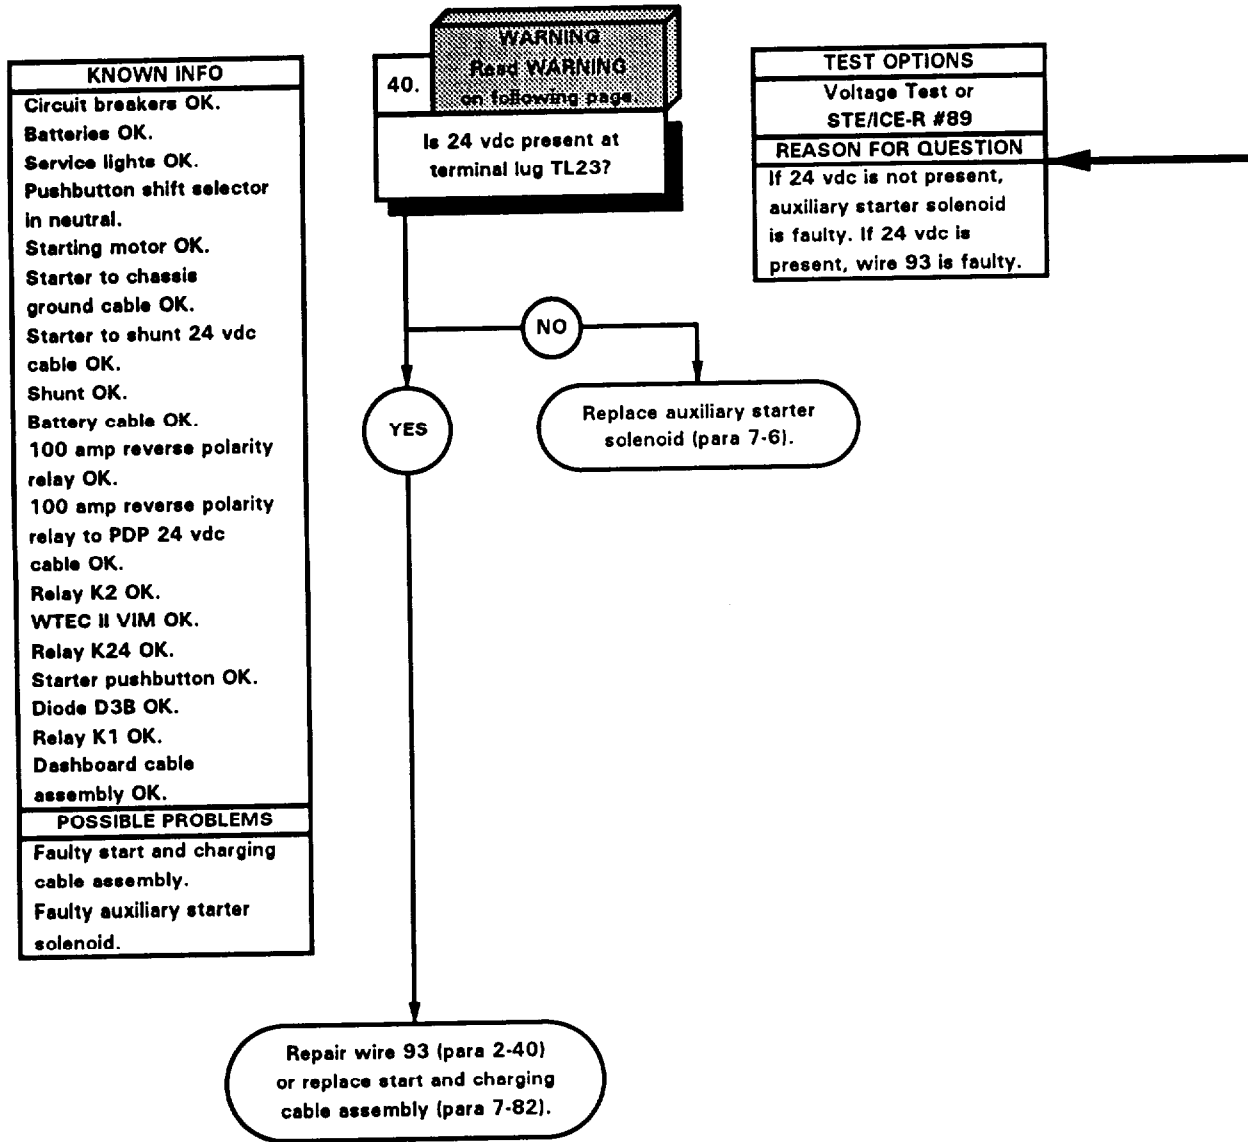 KNOWN INFO
Circuit breakers OK.
Batteries OK.
Service lights OK.
Pushbutton shift selector
in neutral.
Starting motor OK.
Starter to chassis
ground cable OK.
Starter to shunt 24 vdc
cable OK.
Shunt OK.
Battery cable OK.
100 amp reverse polarity
relay OK.
100 amp reverse polarity
relay to PDP 24 vdc
cable OK.
Relay K2 OK.
WTEC II VIM OK.
Relay K24 OK.
Starter pushbutton OK.
Diode D3B OK.
Relay K1 OK.
Dashboard cable
assembly OK.
POSSIBLE PROBLEMS
Faulty start and charging
cable assembly.
Faulty auxiliary starter
solenoid.
WARNING
Read WARNING
on following page.
40.
Is 24 vdc present at
terminal lug TL23?
TEST OPTIONS
Voltage Test or
STE/ICE-R #89
REASON FOR QUESTION
If 24 vdc is not present,
auxiliary starter solenoid
is faulty. If 24 vdc is
present, wire 93 is faulty.
NO
YES
Replace auxiliary starter
solenoid (para 7-6).
Repair wire 93 (para 2-40)
or replace start and charging
cable assembly (para 7-82).